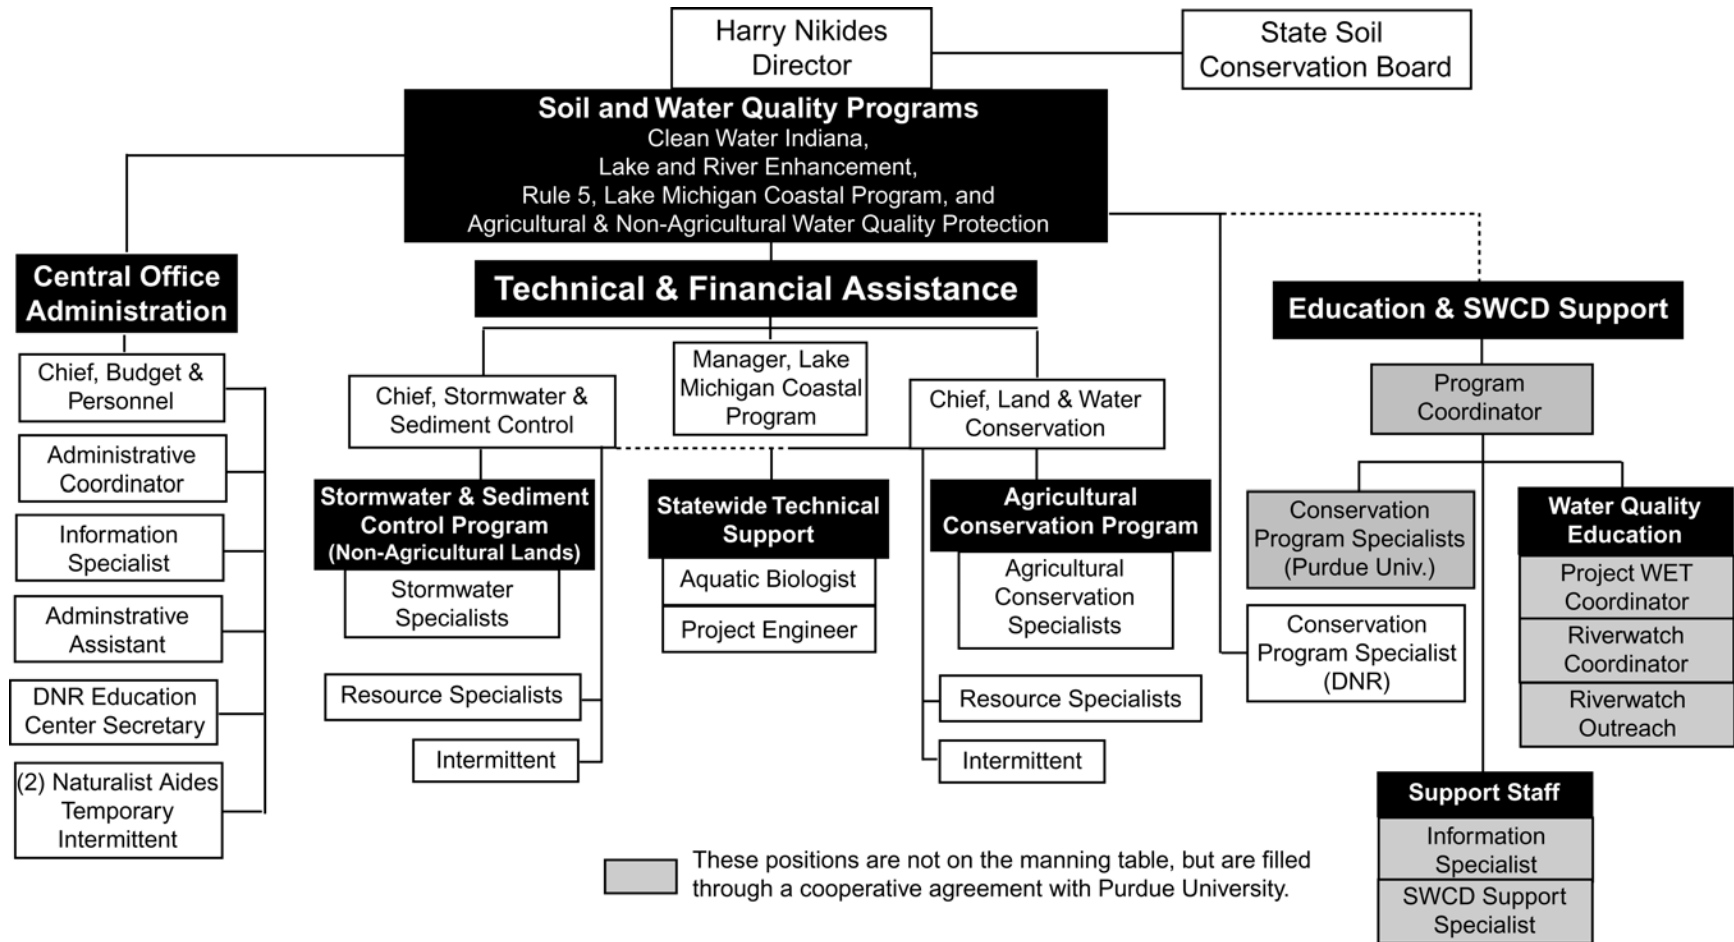 Harry Nikides
Director
State Soil
Conservation Board
Soil and Water Quality Programs
Clean Water Indiana,
Lake and River Enhancement,
Rule 5, Lake Michigan Coastal Program, and
Agricultural & Non-Agricultural Water Quality Protection
Central Office
Administration
Chief, Budget &
Personnel
Administrative
Coordinator
Information
Specialist
Adminstrative
Assistant
DNR Education
Center Secretary
(2) Naturalist Aides
Temporary
Intermittent
Technical & Financial Assistance
Chief, Stormwater &
Sediment Control
Manager, Lake
Michigan Coastal
Program
Chief, Land & Water
Conservation
Stormwater & Sediment
Control Program
(Non-Agricultural Lands)
Stormwater
Specialists
Resource Specialists
Intermittent
Statewide Technical
Support
Aquatic Biologist
Project Engineer
Agricultural
Conservation Program
Agricultural
Conservation
Specialists
Resource Specialists
Intermittent
Education & SWCD Support
Program
Coordinator
Conservation
Program Specialists
(Purdue Univ.)
Conservation
Program Specialist
(DNR)
Water Quality
Education
Project WET
Coordinator
Riverwatch
Coordinator
Riverwatch
Outreach
Support Staff
Information
Specialist
SWCD Support
Specialist
These positions are not on the manning table, but are filled
through a cooperative agreement with Purdue University.